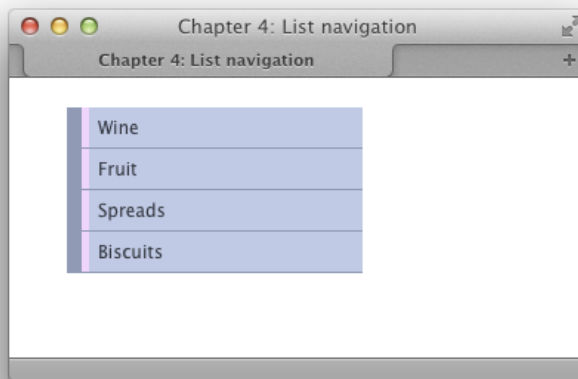 Chapter 4: List navigation
Chapter 4: List navigation
+
Wine
Fruit
Spreads
Biscuits